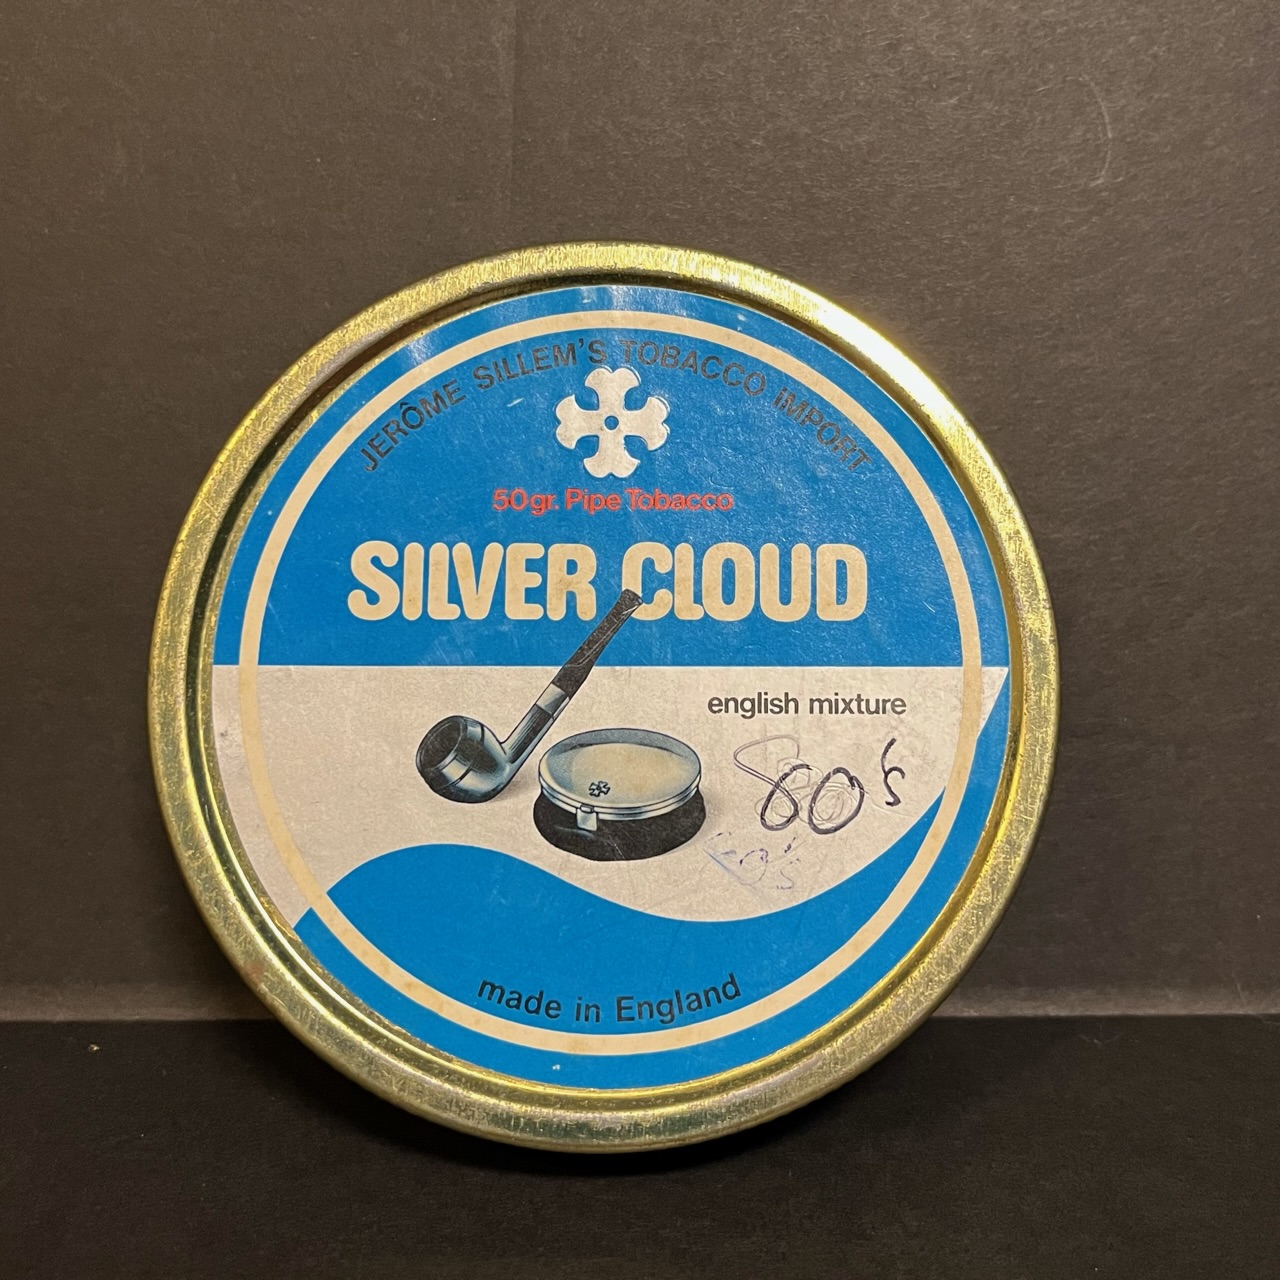 JERÔME SILLEM'S TOBACCO IMPORT
50gr. Pipe Tobacco
SILVER CLOUD
english mixture
80's
made in England